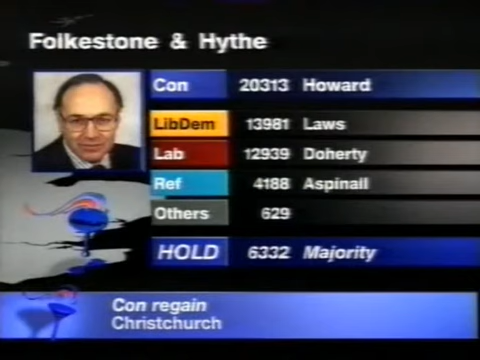 Folkestone & Hythe
Con 20313 Howard
LibDem 13981 Laws
Lab 12939 Doherty
Ref 4188 Aspinall
Others 629
HOLD 6332 Majority
Con regain
Christchurch